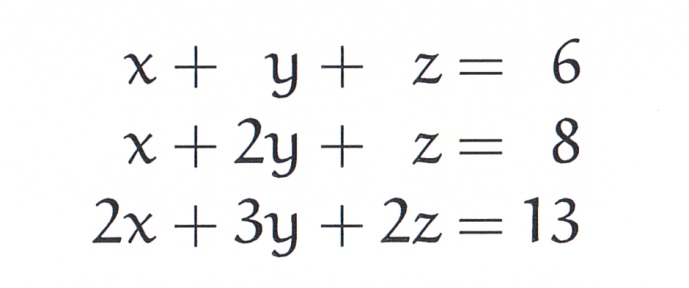 x + y + z = 6
x + 2y + z = 8
2x + 3y + 2z = 13